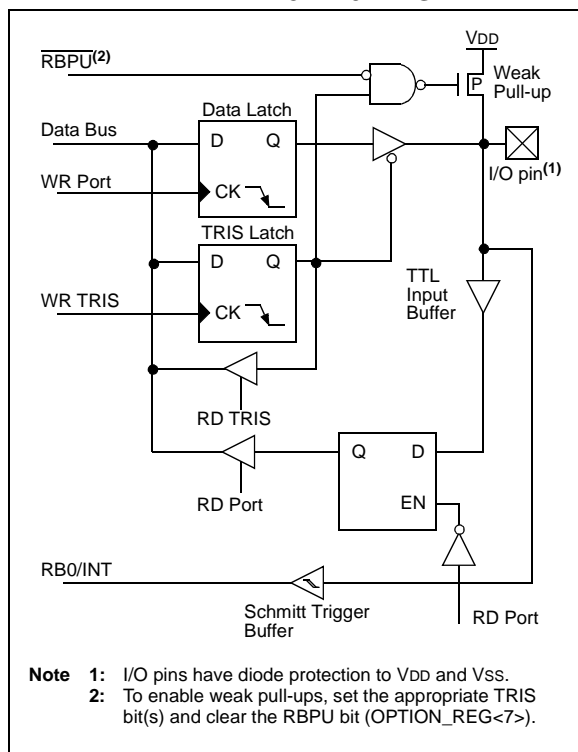 VDD
RBPU(2)
P
Weak
Pull-up
Data Latch
Data Bus
D Q
I/O pin(1)
WR Port
CK
TRIS Latch
D Q
TTL
Input
Buffer
WR TRIS
CK
RD TRIS
Q D
RD Port
EN
RB0/INT
Schmitt Trigger
Buffer
RD Port
Note 1: I/O pins have diode protection to VDD and VSS.
2: To enable weak pull-ups, set the appropriate TRIS
bit(s) and clear the RBPU bit (OPTION_REG<7>).